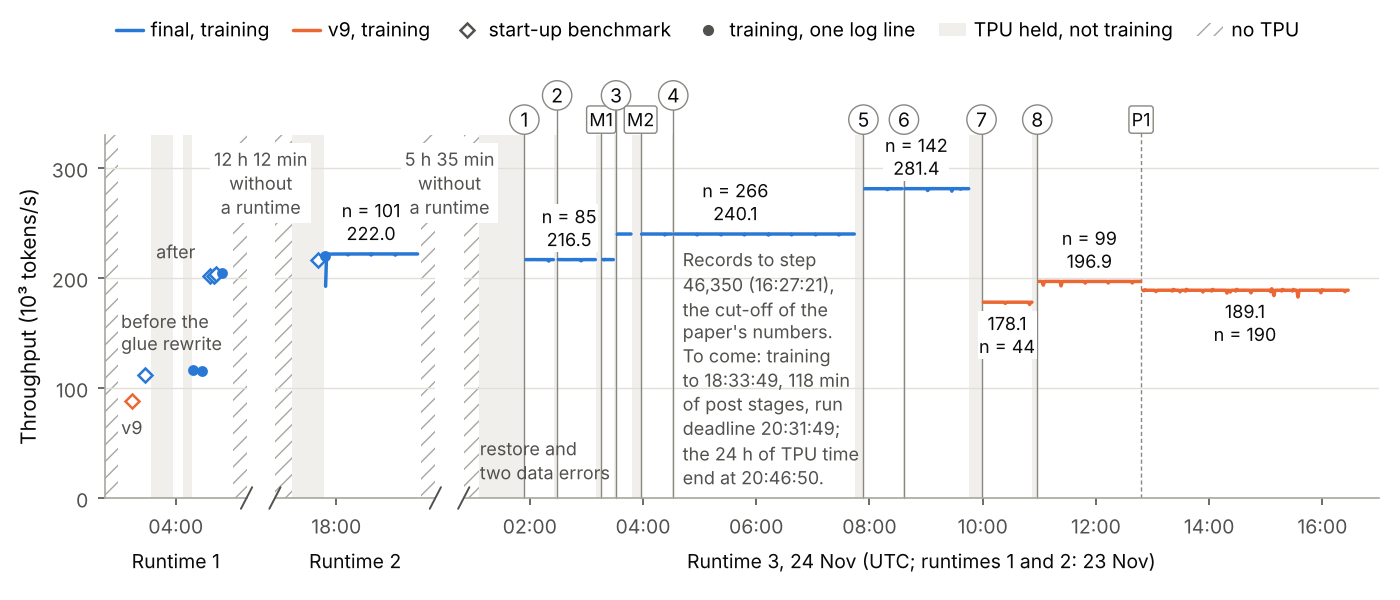 final, training
v9, training
start-up benchmark
training, one log line
TPU held, not training
no TPU
1
2
M1
3
M2
4
5
6
7
8
P1
Throughput (10³ tokens/s)
300
200
100
0
12 h 12 min
without
a runtime
5 h 35 min
without
a runtime
after
before the
glue rewrite
v9
n = 101
222.0
n = 85
216.5
n = 266
240.1
n = 142
281.4
178.1
n = 44
n = 99
196.9
189.1
n = 190
restore and
two data errors
Records to step
46,350 (16:27:21),
the cut-off of the
paper's numbers.
To come: training
to 18:33:49, 118 min
of post stages, run
deadline 20:31:49;
the 24 h of TPU time
end at 20:46:50.
04:00
18:00
02:00
04:00
06:00
08:00
10:00
12:00
14:00
16:00
Runtime 1
Runtime 2
Runtime 3, 24 Nov (UTC; runtimes 1 and 2: 23 Nov)